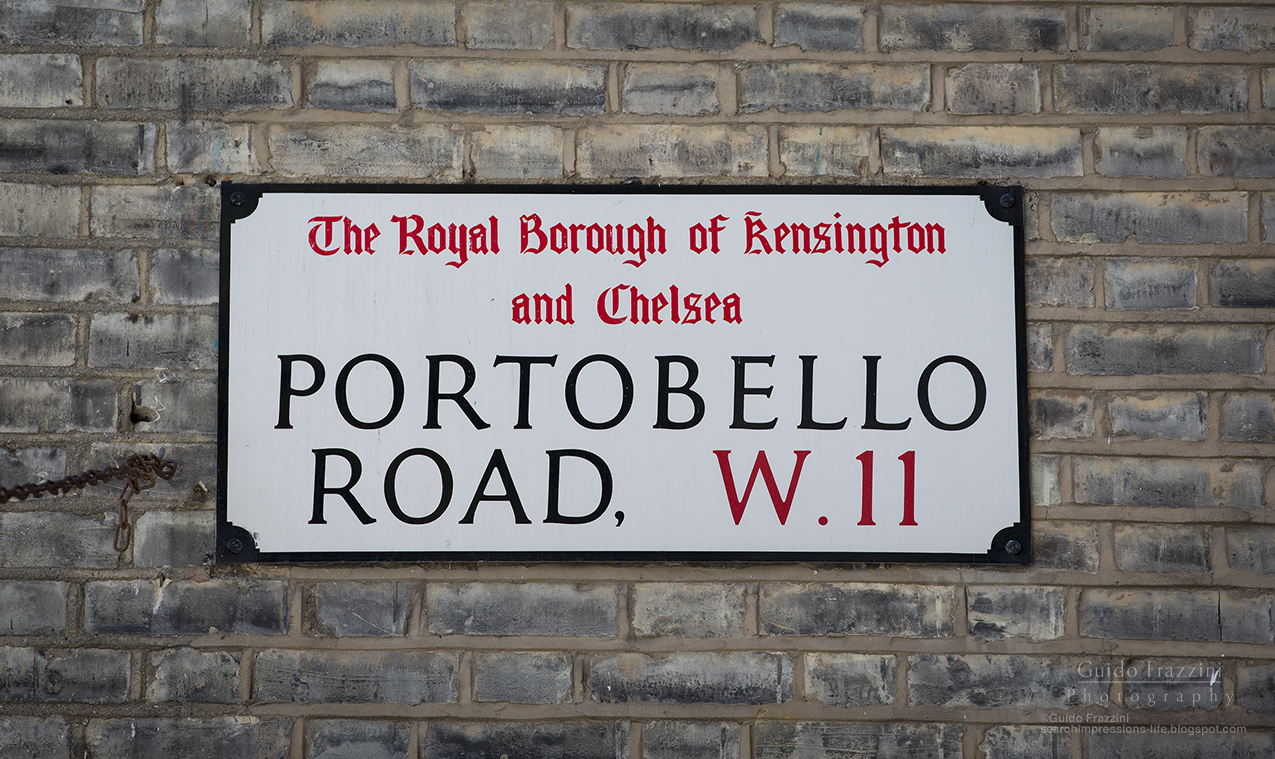 The Royal Borough of Kensington
and Chelsea
PORTOBELLO
ROAD, W. 11
Guido Frazzini
Photography
©Guido Frazzini
searchimpressions-life.blogspot.com